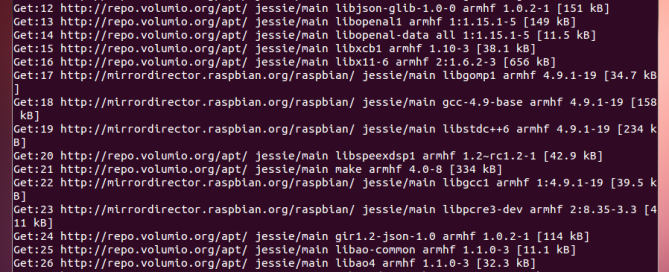 Get:12 http://repo.volumio.org/apt/ jessie/main libjson-glib-1.0-0 armhf 1.0.2-1 [151 kB]
Get:13 http://repo.volumio.org/apt/ jessie/main libopenal1 armhf 1:1.15.1-5 [149 kB]
Get:14 http://repo.volumio.org/apt/ jessie/main libopenal-data all 1:1.15.1-5 [11.5 kB]
Get:15 http://repo.volumio.org/apt/ jessie/main libxcb1 armhf 1.10-3 [38.1 kB]
Get:16 http://repo.volumio.org/apt/ jessie/main libx11-6 armhf 2:1.6.2-3 [656 kB]
Get:17 http://mirrordirector.raspbian.org/raspbian/ jessie/main libgomp1 armhf 4.9.1-19 [34.7 kB
]
Get:18 http://mirrordirector.raspbian.org/raspbian/ jessie/main gcc-4.9-base armhf 4.9.1-19 [158
kB]
Get:19 http://mirrordirector.raspbian.org/raspbian/ jessie/main libstdc++6 armhf 4.9.1-19 [234 k
B]
Get:20 http://repo.volumio.org/apt/ jessie/main libspeexdsp1 armhf 1.2~rc1.2-1 [42.9 kB]
Get:21 http://repo.volumio.org/apt/ jessie/main make armhf 4.0-8 [334 kB]
Get:22 http://mirrordirector.raspbian.org/raspbian/ jessie/main libgcc1 armhf 1:4.9.1-19 [39.5 k
B]
Get:23 http://mirrordirector.raspbian.org/raspbian/ jessie/main libpcre3-dev armhf 2:8.35-3.3 [4
11 kB]
Get:24 http://repo.volumio.org/apt/ jessie/main gir1.2-json-1.0 armhf 1.0.2-1 [114 kB]
Get:25 http://repo.volumio.org/apt/ jessie/main libao-common armhf 1.1.0-3 [11.1 kB]
Get:26 http://repo.volumio.org/apt/ jessie/main libao4 armhf 1.1.0-3 [32.3 kB]